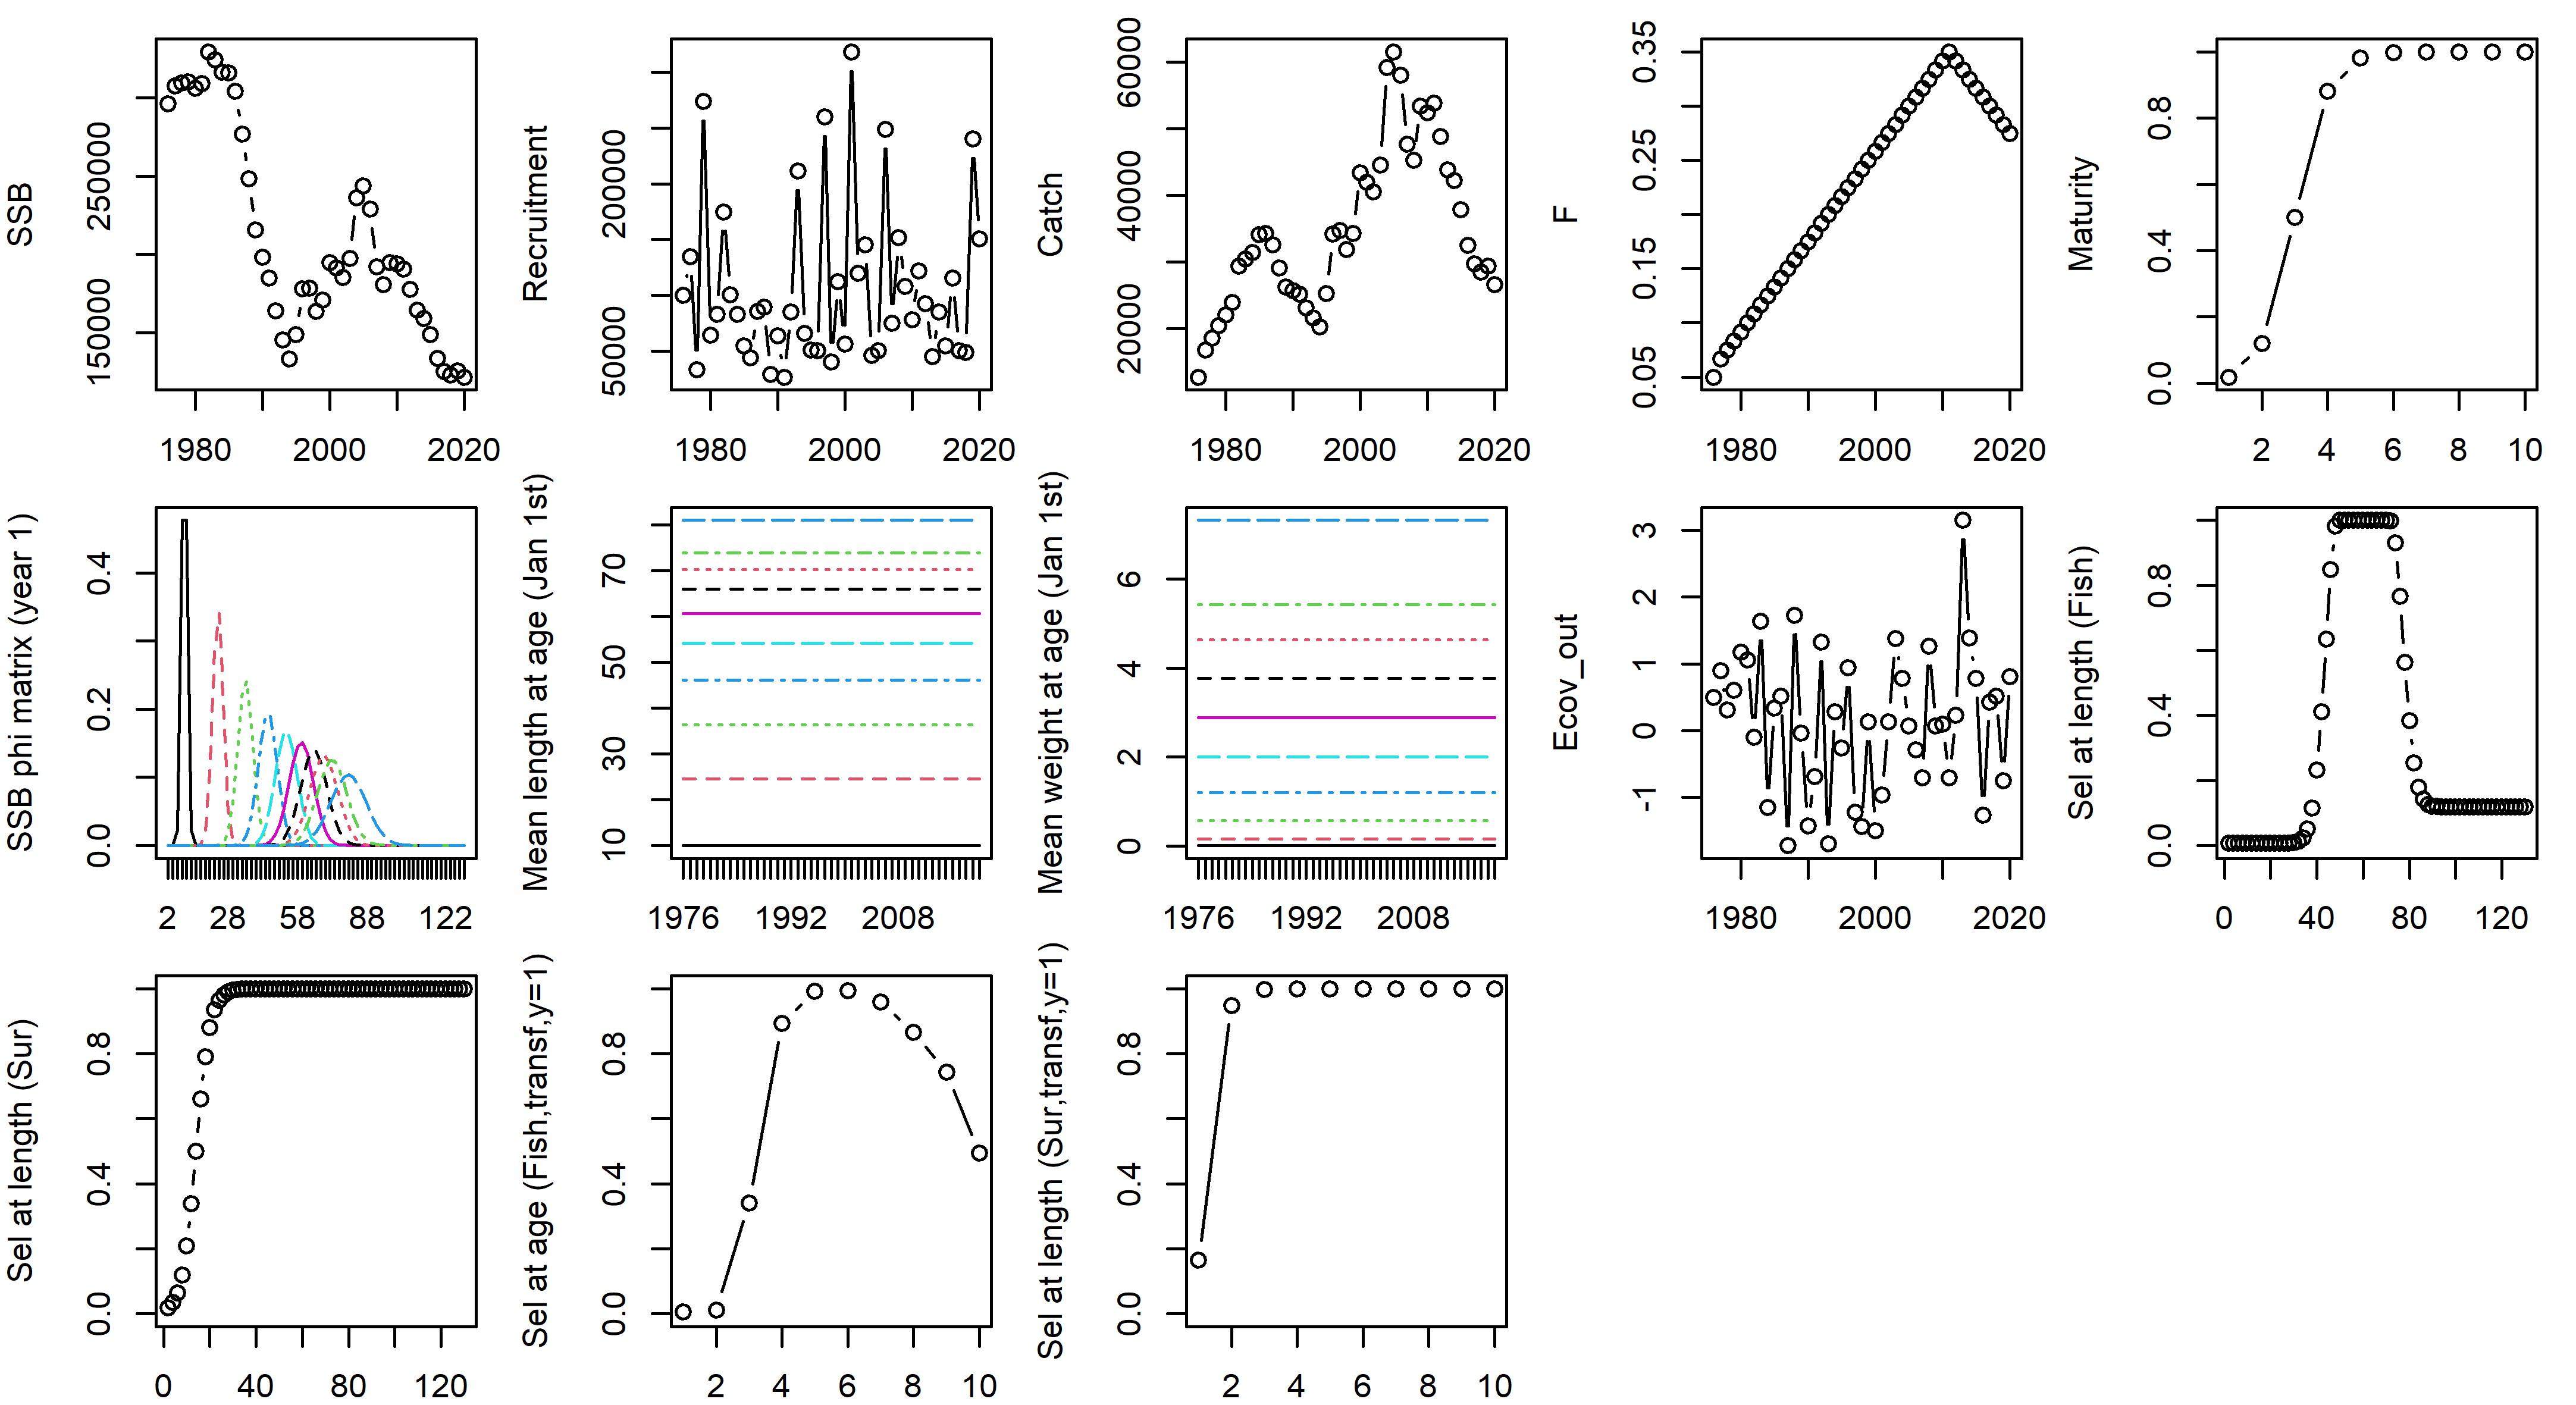 SSB
150000 250000
1980 2000 2020
Recruitment
50000 200000
1980 2000 2020
Catch
20000 40000 60000
1980 2000 2020
F
0.05 0.15 0.25 0.35
1980 2000 2020
Maturity
0.0 0.4 0.8
2 4 6 8 10
SSB phi matrix (year 1)
0.0 0.2 0.4
2 28 58 88 122
Mean length at age (Jan 1st)
10 30 50 70
1976 1992 2008
Mean weight at age (Jan 1st)
0 2 4 6
1976 1992 2008
Ecov_out
-1 0 1 2 3
1980 2000 2020
Sel at length (Fish)
0.0 0.4 0.8
0 40 80 120
Sel at length (Sur)
0.0 0.4 0.8
0 40 80 120
Sel at age (Fish,transf,y=1)
0.0 0.4 0.8
2 4 6 8 10
Sel at length (Sur,transf,y=1)
0.0 0.4 0.8
2 4 6 8 10